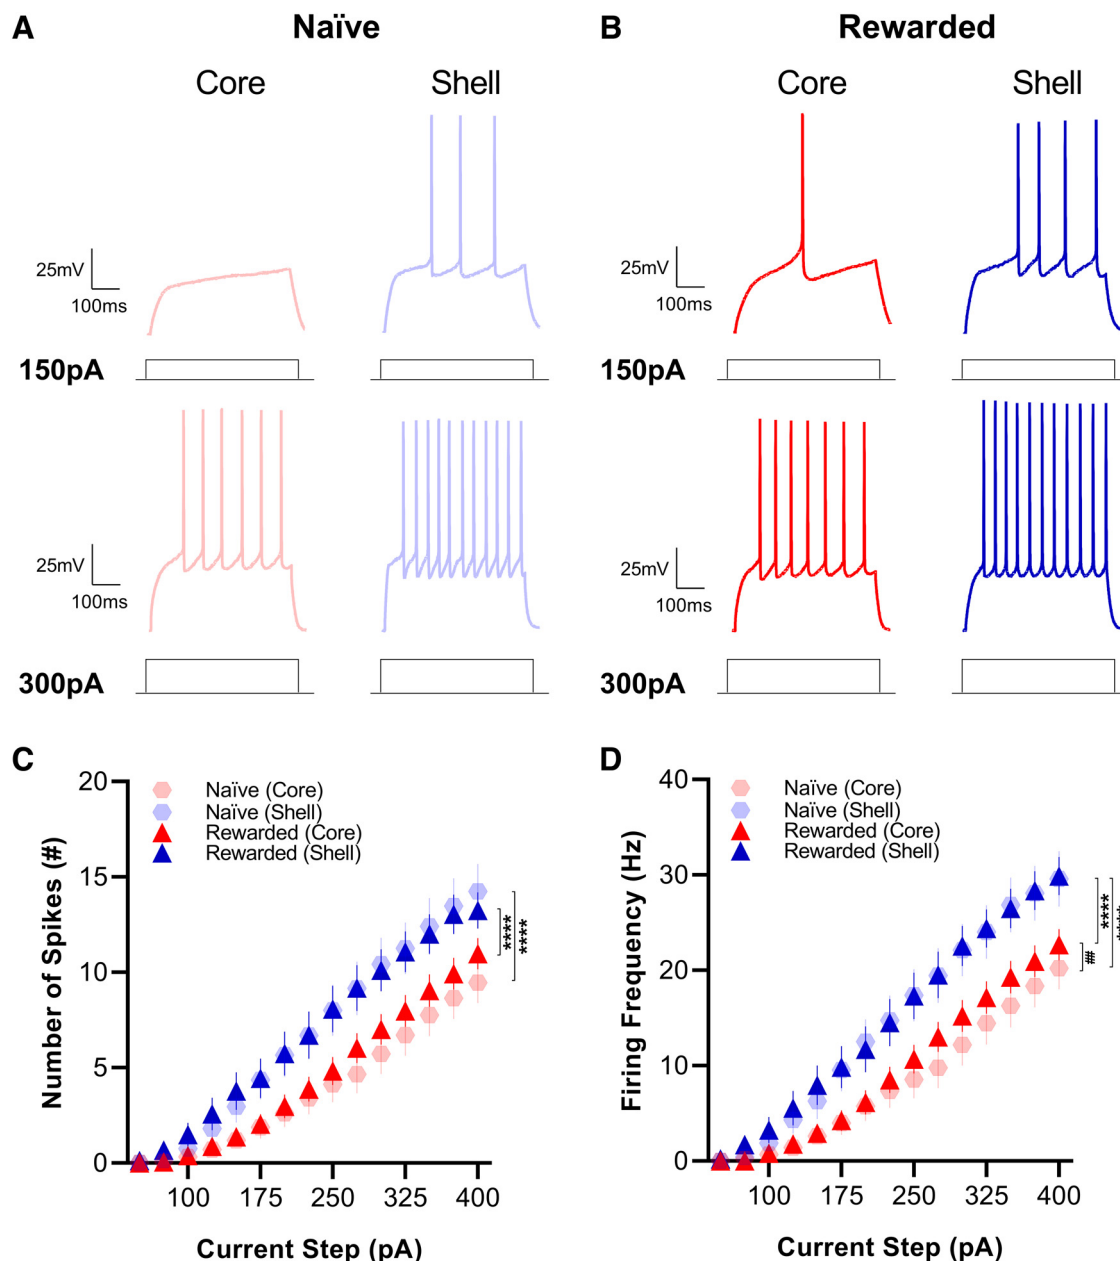 A Naïve
B Rewarded
Core Shell
Core Shell
25mV
100ms
25mV
100ms
150pA
150pA
25mV
100ms
25mV
100ms
300pA
300pA
C
20
15
10
5
0
Number of Spikes (#)
Naïve (Core)
Naïve (Shell)
Rewarded (Core)
Rewarded (Shell)
****
****
100 175 250 325 400
Current Step (pA)
D
40
30
20
10
0
Firing Frequency (Hz)
Naïve (Core)
Naïve (Shell)
Rewarded (Core)
Rewarded (Shell)
##
****
100 175 250 325 400
Current Step (pA)